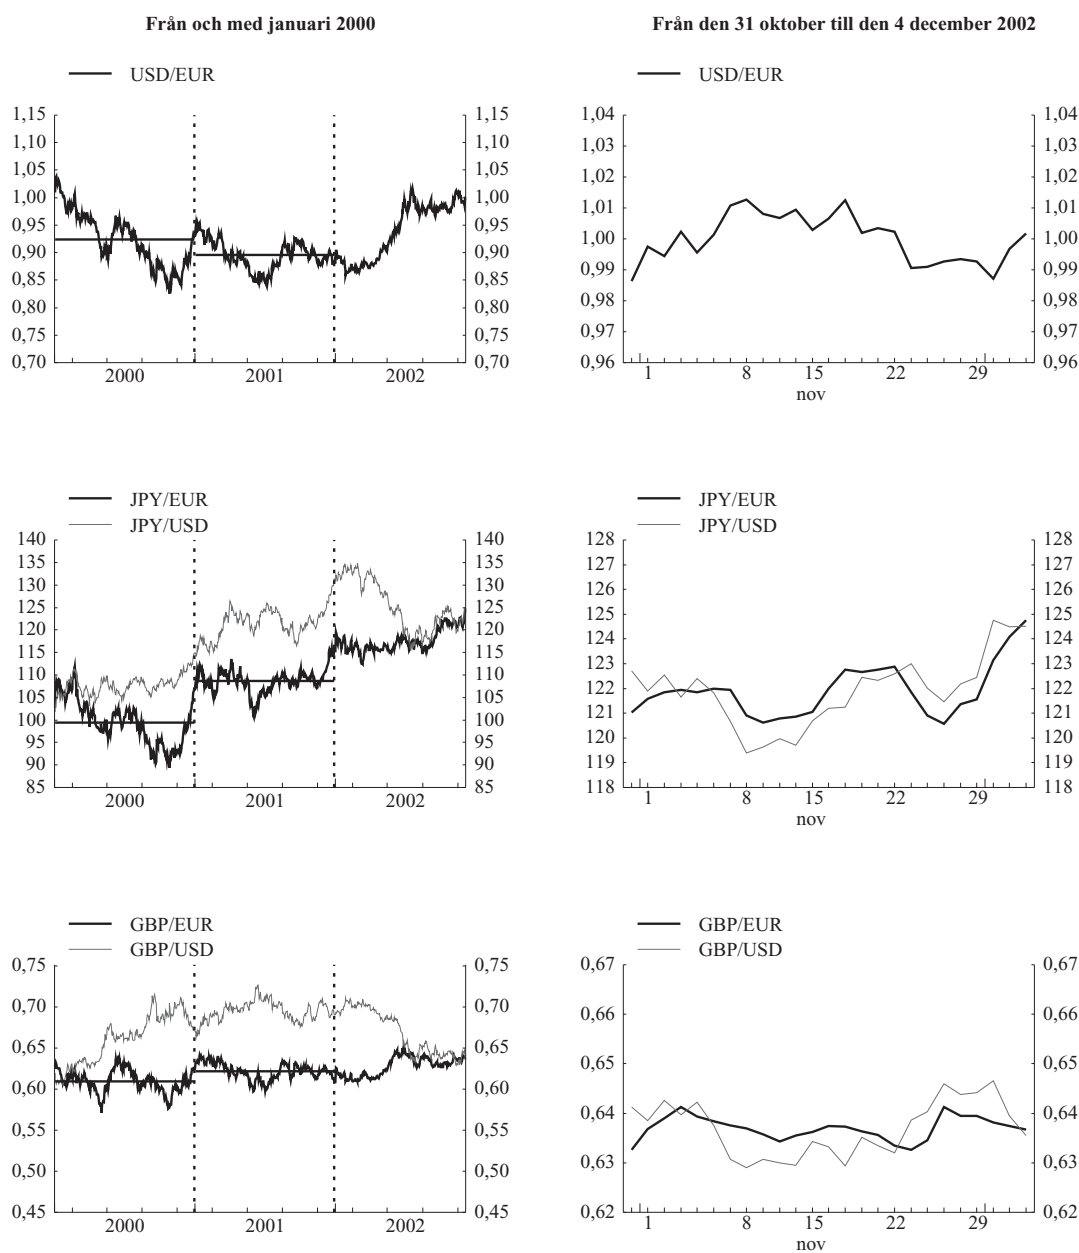 Från och med januari 2000
USD/EUR
1,15 1,15
1,10 1,10
1,05 1,05
1,00 1,00
0,95 0,95
0,90 0,90
0,85 0,85
0,80 0,80
0,75 0,75
0,70 0,70
2000 2001 2002
Från den 31 oktober till den 4 december 2002
USD/EUR
1,04 1,04
1,03 1,03
1,02 1,02
1,01 1,01
1,00 1,00
0,99 0,99
0,98 0,98
0,97 0,97
0,96 0,96
1 8 15 22 29
nov
JPY/EUR
JPY/USD
140 140
135 135
130 130
125 125
120 120
115 115
110 110
105 105
100 100
95 95
90 90
85 85
2000 2001 2002
JPY/EUR
JPY/USD
128 128
127 127
126 126
125 125
124 124
123 123
122 122
121 121
120 120
119 119
118 118
1 8 15 22 29
nov
GBP/EUR
GBP/USD
0,75 0,75
0,70 0,70
0,65 0,65
0,60 0,60
0,55 0,55
0,50 0,50
0,45 0,45
2000 2001 2002
GBP/EUR
GBP/USD
0,67 0,67
0,66 0,66
0,65 0,65
0,64 0,64
0,63 0,63
0,62 0,62
1 8 15 22 29
nov